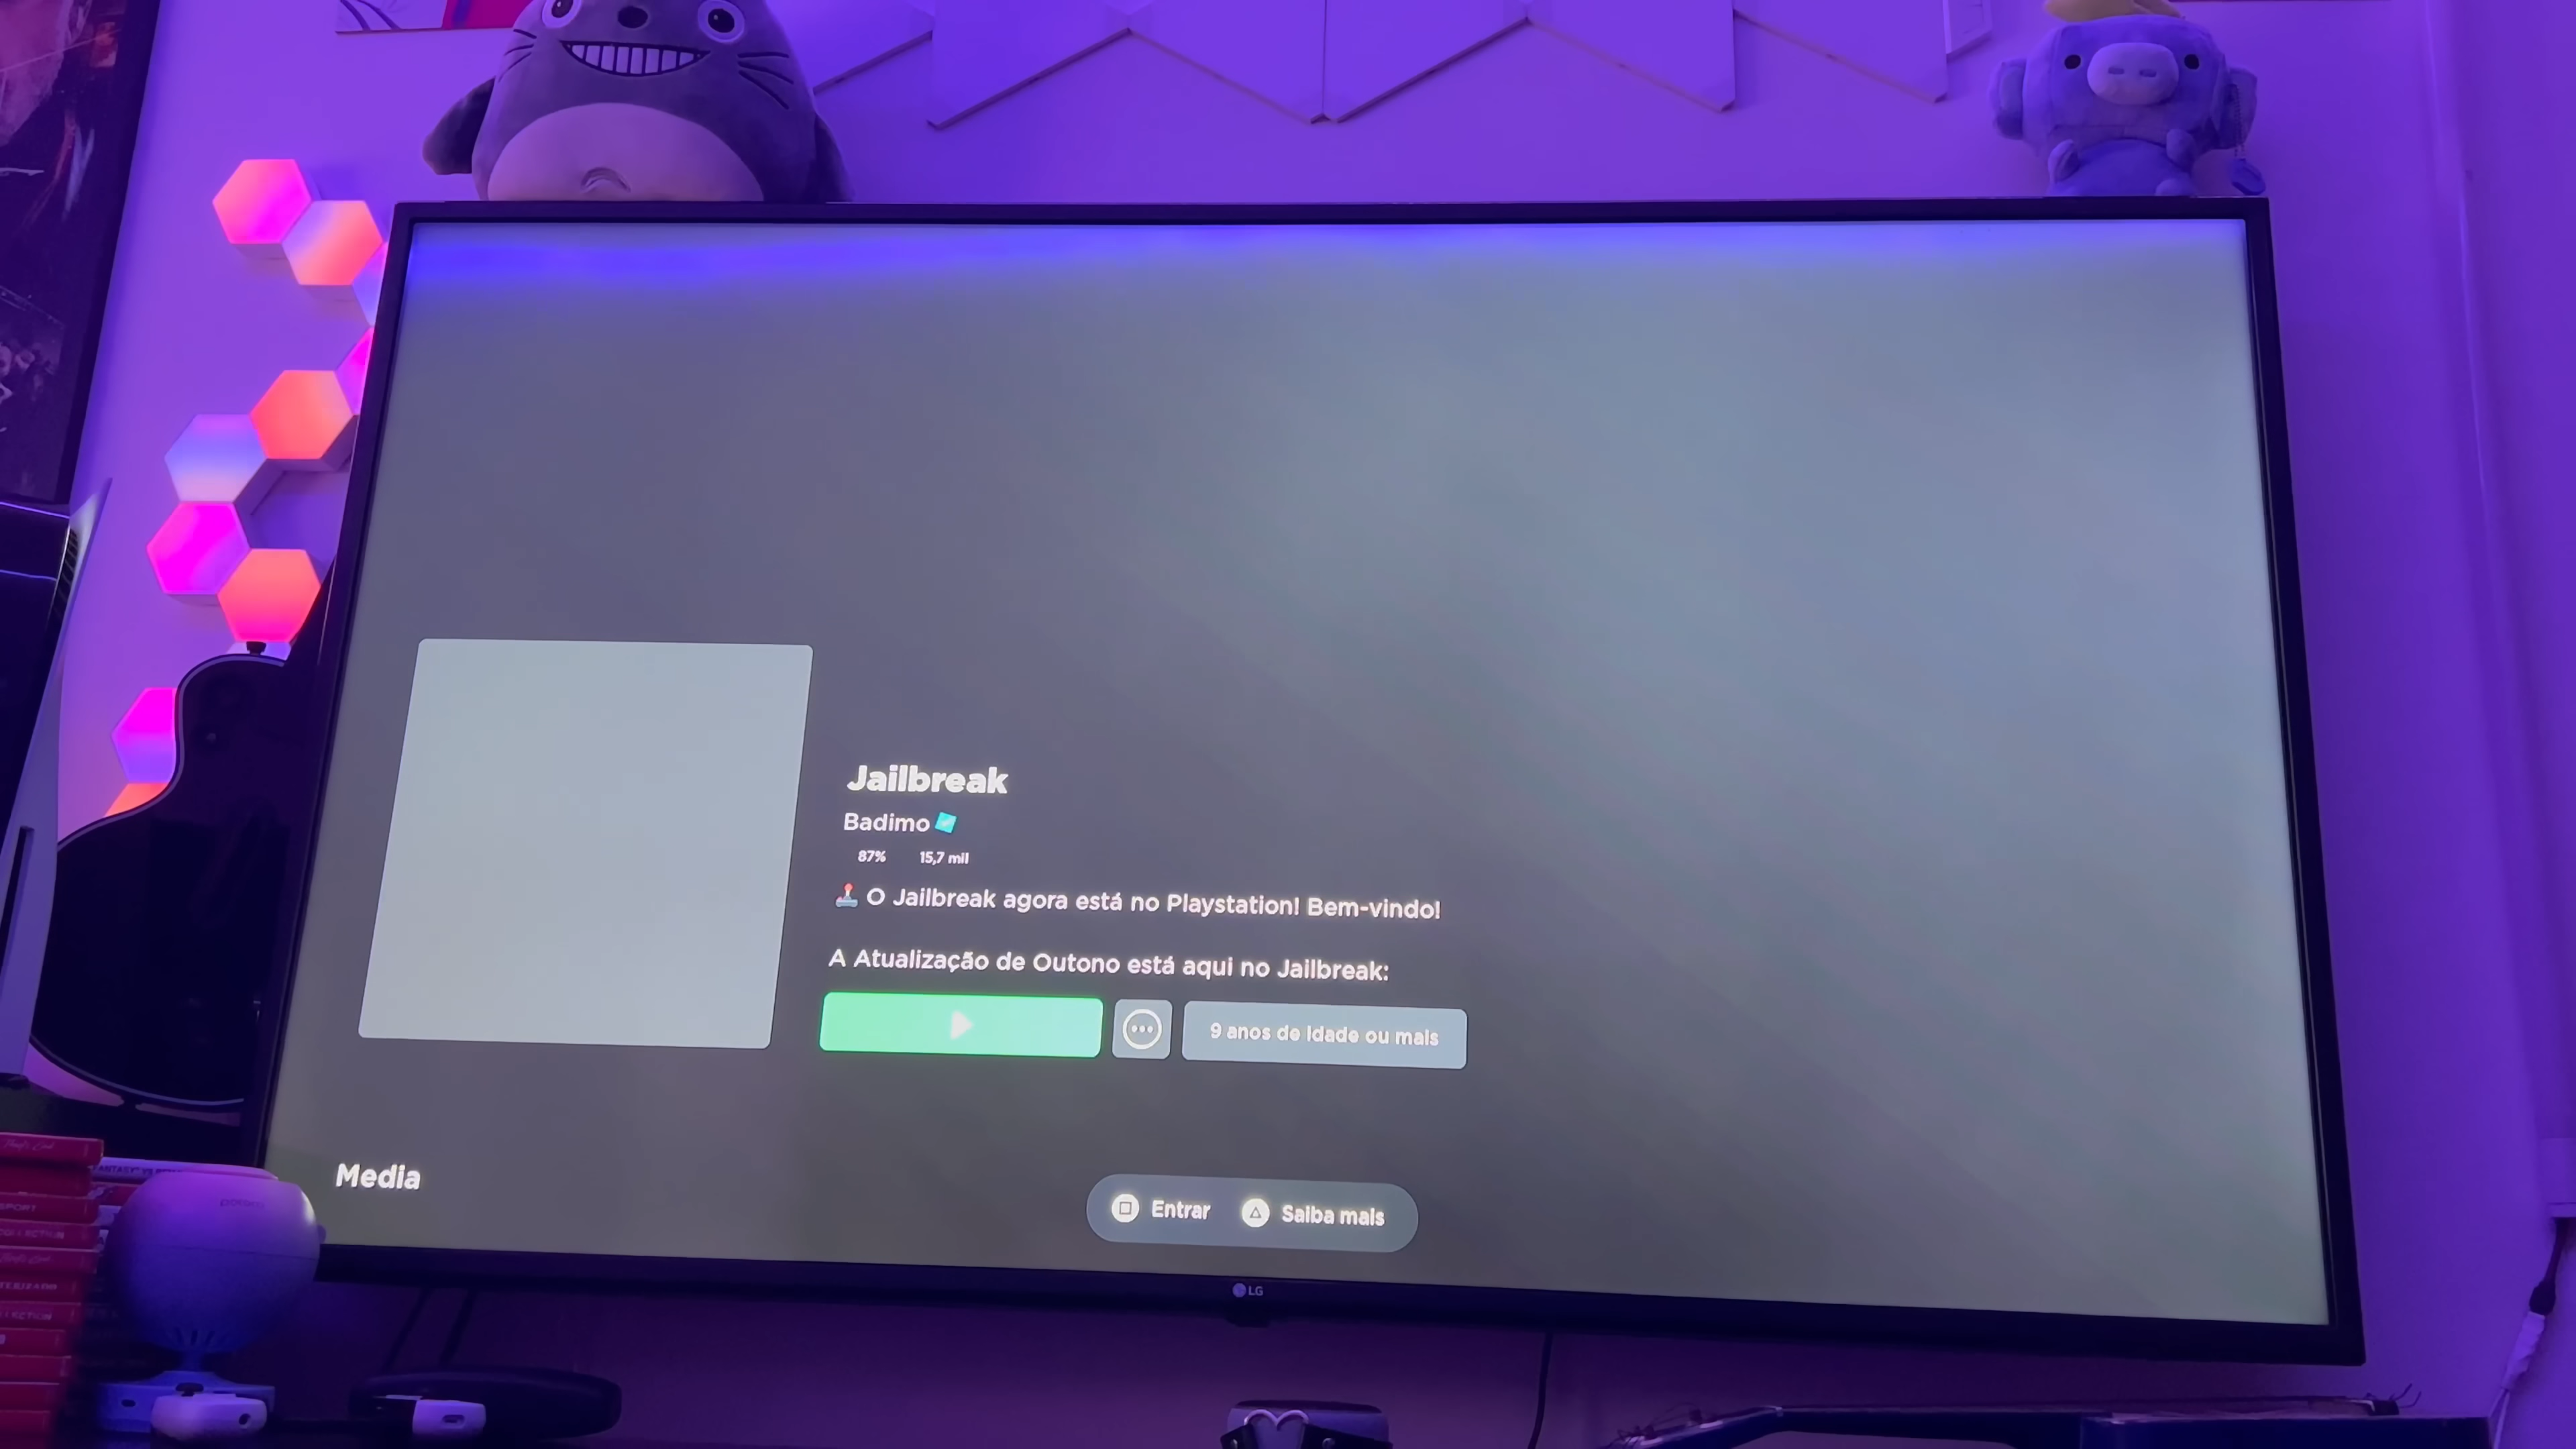 Jailbreak
Badimo
87% 15,7 mil
O Jailbreak agora está no Playstation! Bem-vindo!
A Atualização de Outono está aqui no Jailbreak:
9 anos de idade ou mais
Media
Entrar Saiba mais
LG
SPORT